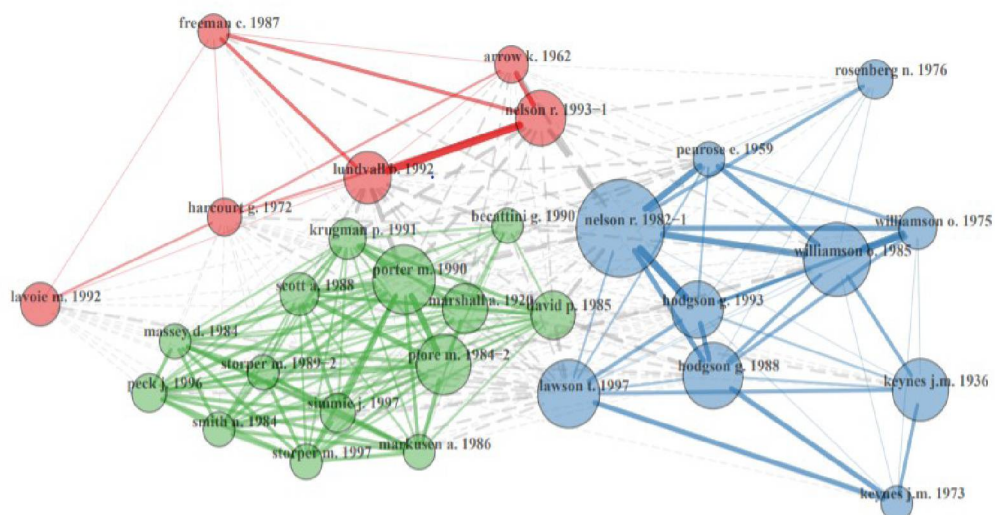 freeman c. 1987
arrow k. 1962
rosenberg n. 1976
nelson r. 1993-1
penrose e. 1959
lundvall b. 1992
harcourt g. 1972
becattini g. 1990
nelson r. 1982-1
williamson o. 1975
krugman p. 1991
williamson o. 1985
porter m. 1990
scott a. 1988
lavoie m. 1992
marshall a. 1920
david p. 1985
hodgson g. 1993
massey d. 1984
piore m. 1984-2
storper m. 1989-2
hodgson g. 1988
peck j. 1996
lawson t. 1997
keynes j.m. 1936
simmie j. 1997
smith n. 1984
markusen a. 1986
storper m. 1997
keynes j.m. 1973